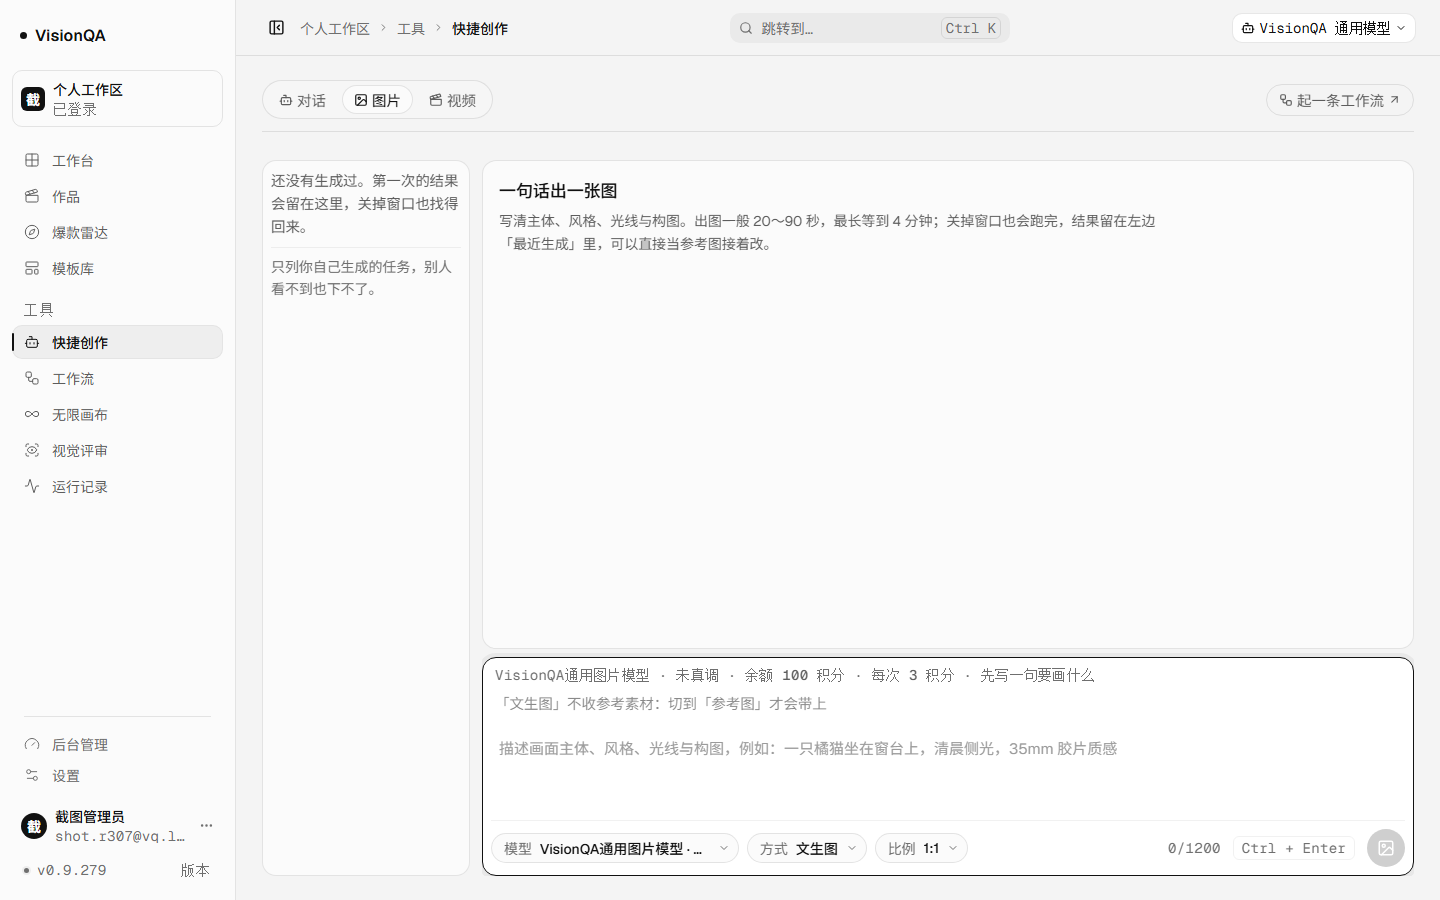 VisionQA
个人工作区
工具
快捷创作
跳转到…
Ctrl K
VisionQA 通用模型
截
个人工作区
已登录
工作台
作品
爆款雷达
模板库
工具
快捷创作
工作流
无限画布
视觉评审
运行记录
后台管理
设置
截
截图管理员
shot.r307@vq.l…
v0.9.279
版本
对话
图片
视频
起一条工作流
还没有生成过。第一次的结果
会留在这里，关掉窗口也找得
回来。
只列你自己生成的任务，别人
看不到也下不了。
一句话出一张图
写清主体、风格、光线与构图。出图一般 20～90 秒，最长等到 4 分钟；关掉窗口也会跑完，结果留在左边
「最近生成」里，可以直接当参考图接着改。
VisionQA通用图片模型 · 未真调 · 余额 100 积分 · 每次 3 积分 · 先写一句要画什么
「文生图」不收参考素材：切到「参考图」才会带上
描述画面主体、风格、光线与构图，例如：一只橘猫坐在窗台上，清晨侧光，35mm 胶片质感
模型 VisionQA通用图片模型 · …
方式 文生图
比例 1:1
0/1200
Ctrl + Enter